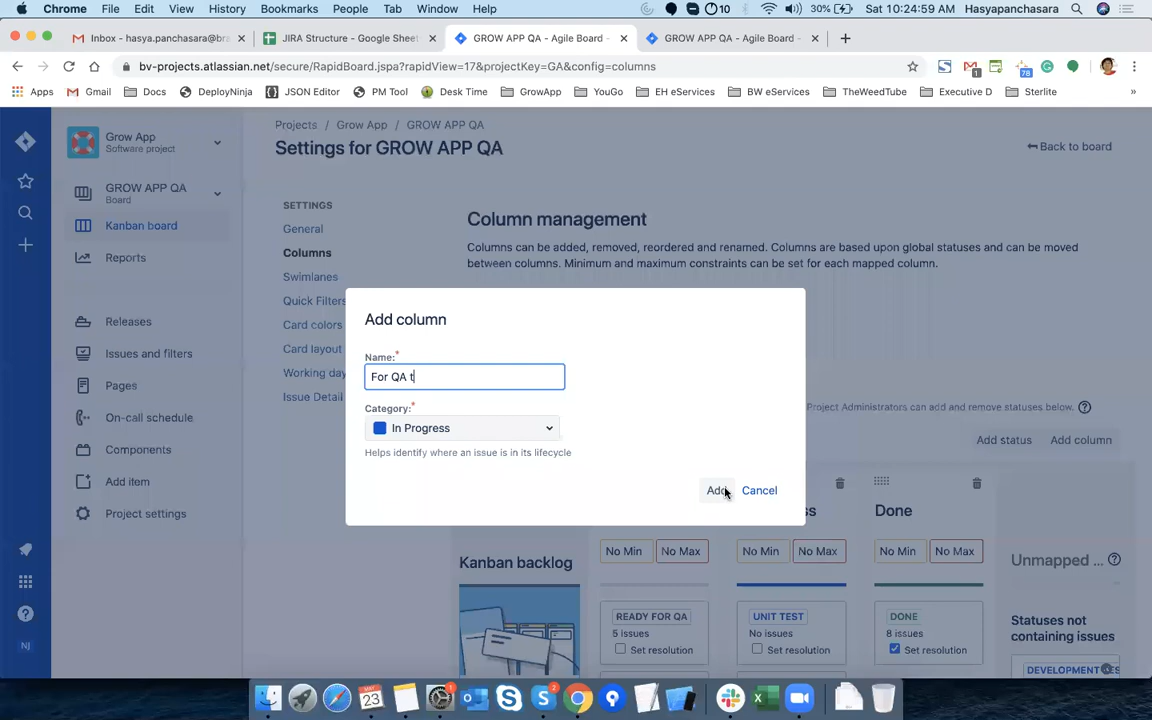 Chrome File Edit View History Bookmarks People Tab Window Help 10 30% Sat 10:24:59 AM Hasyapanchasara
Inbox - hasya.panchasara@bra
JIRA Structure - Google Sheet
GROW APP QA - Agile Board -
GROW APP QA - Agile Board -
bv-projects.atlassian.net/secure/RapidBoard.jspa?rapidView=17&projectKey=GA&config=columns
1 78
Apps Gmail Docs DeployNinja JSON Editor PM Tool Desk Time GrowApp YouGo EH eServices BW eServices TheWeedTube Executive D Sterlite »
Grow App
Software project
GROW APP QA
Board
Kanban board
Reports
Releases
Issues and filters
Pages
On-call schedule
Components
Add item
Project settings
NJ
Projects / Grow App / GROW APP QA
Settings for GROW APP QA
Back to board
SETTINGS
General
Columns
Swimlanes
Quick Filters
Card colors
Card layout
Working day
Issue Detail
Column management
Columns can be added, removed, reordered and renamed. Columns are based upon global statuses and can be moved
between columns. Minimum and maximum constraints can be set for each mapped column.
Project Administrators can add and remove statuses below.
Add status Add column
Add column
Name:*
For QA t
Category:*
In Progress
Helps identify where an issue is in its lifecycle
Add Cancel
ss
Done
Kanban backlog
No Min No Max
No Min No Max
No Min No Max
Unmapped ...
READY FOR QA
5 issues
Set resolution
UNIT TEST
No issues
Set resolution
DONE
8 issues
Set resolution
Statuses not
containing issues
MAY
23
1
2